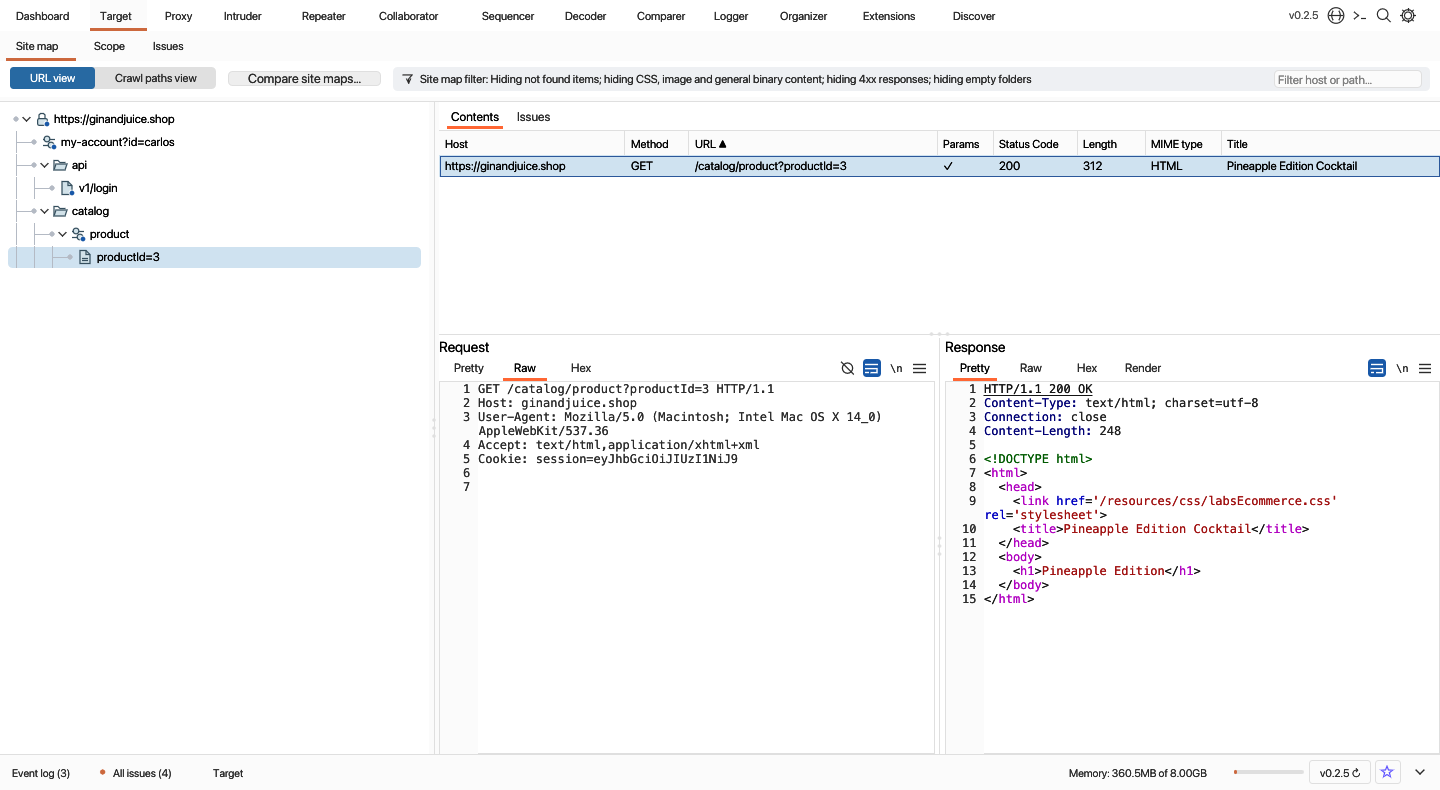 Dashboard Target Proxy Intruder Repeater Collaborator Sequencer Decoder Comparer Logger Organizer Extensions Discover v0.2.5
Site map Scope Issues
URL view Crawl paths view Compare site maps... Site map filter: Hiding not found items; hiding CSS, image and general binary content; hiding 4xx responses; hiding empty folders Filter host or path...
https://ginandjuice.shop
my-account?id=carlos
api
v1/login
catalog
product
productId=3
Contents Issues
Host Method URL Params Status Code Length MIME type Title
https://ginandjuice.shop GET /catalog/product?productId=3 ✓ 200 312 HTML Pineapple Edition Cocktail
Request
Pretty Raw Hex \n
1 GET /catalog/product?productId=3 HTTP/1.1
2 Host: ginandjuice.shop
3 User-Agent: Mozilla/5.0 (Macintosh; Intel Mac OS X 14_0)
AppleWebKit/537.36
4 Accept: text/html,application/xhtml+xml
5 Cookie: session=eyJhbGciOiJIUzI1NiJ9
6
7
Response
Pretty Raw Hex Render \n
1 HTTP/1.1 200 OK
2 Content-Type: text/html; charset=utf-8
3 Connection: close
4 Content-Length: 248
5
6 <!DOCTYPE html>
7 <html>
8 <head>
9 <link href='/resources/css/labsEcommerce.css'
rel='stylesheet'>
10 <title>Pineapple Edition Cocktail</title>
11 </head>
12 <body>
13 <h1>Pineapple Edition</h1>
14 </body>
15 </html>
Event log (3) All issues (4) Target Memory: 360.5MB of 8.00GB v0.2.5